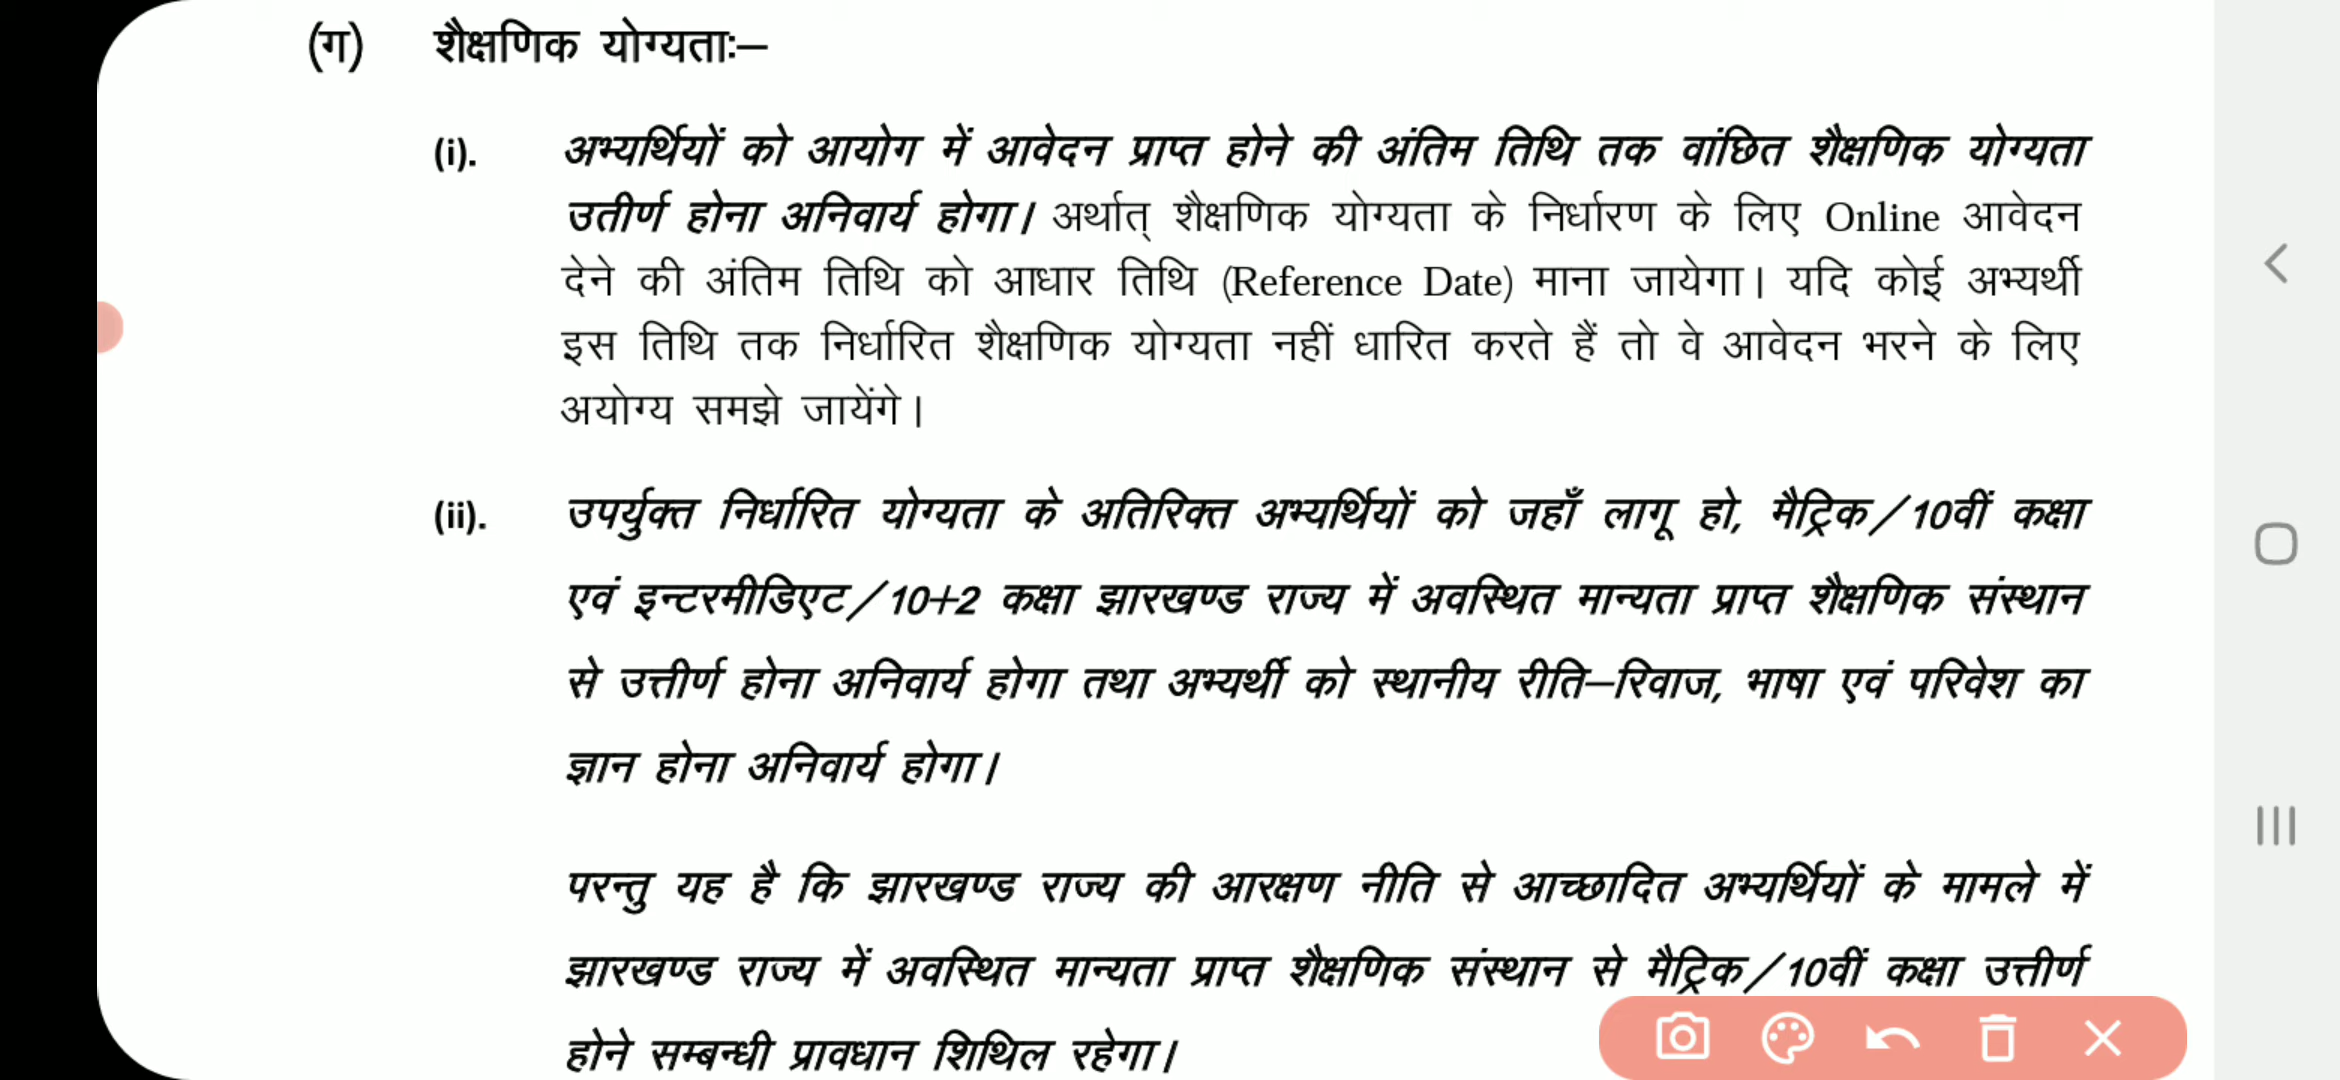 (ग) शैक्षणिक योग्यताः—
(i). अभ्यर्थियों को आयोग में आवेदन प्राप्त होने की अंतिम तिथि तक वांछित शैक्षणिक योग्यता
उतीर्ण होना अनिवार्य होगा। अर्थात् शैक्षणिक योग्यता के निर्धारण के लिए Online आवेदन
देने की अंतिम तिथि को आधार तिथि (Reference Date) माना जायेगा। यदि कोई अभ्यर्थी
इस तिथि तक निर्धारित शैक्षणिक योग्यता नहीं धारित करते हैं तो वे आवेदन भरने के लिए
अयोग्य समझे जायेंगे।
(ii). उपर्युक्त निर्धारित योग्यता के अतिरिक्त अभ्यर्थियों को जहाँ लागू हो, मैट्रिक/10वीं कक्षा
एवं इन्टरमीडिएट/10+2 कक्षा झारखण्ड राज्य में अवस्थित मान्यता प्राप्त शैक्षणिक संस्थान
से उत्तीर्ण होना अनिवार्य होगा तथा अभ्यर्थी को स्थानीय रीति–रिवाज, भाषा एवं परिवेश का
ज्ञान होना अनिवार्य होगा।
परन्तु यह है कि झारखण्ड राज्य की आरक्षण नीति से आच्छादित अभ्यर्थियों के मामले में
झारखण्ड राज्य में अवस्थित मान्यता प्राप्त शैक्षणिक संस्थान से मैट्रिक/10वीं कक्षा उत्तीर्ण
होने सम्बन्धी प्रावधान शिथिल रहेगा।